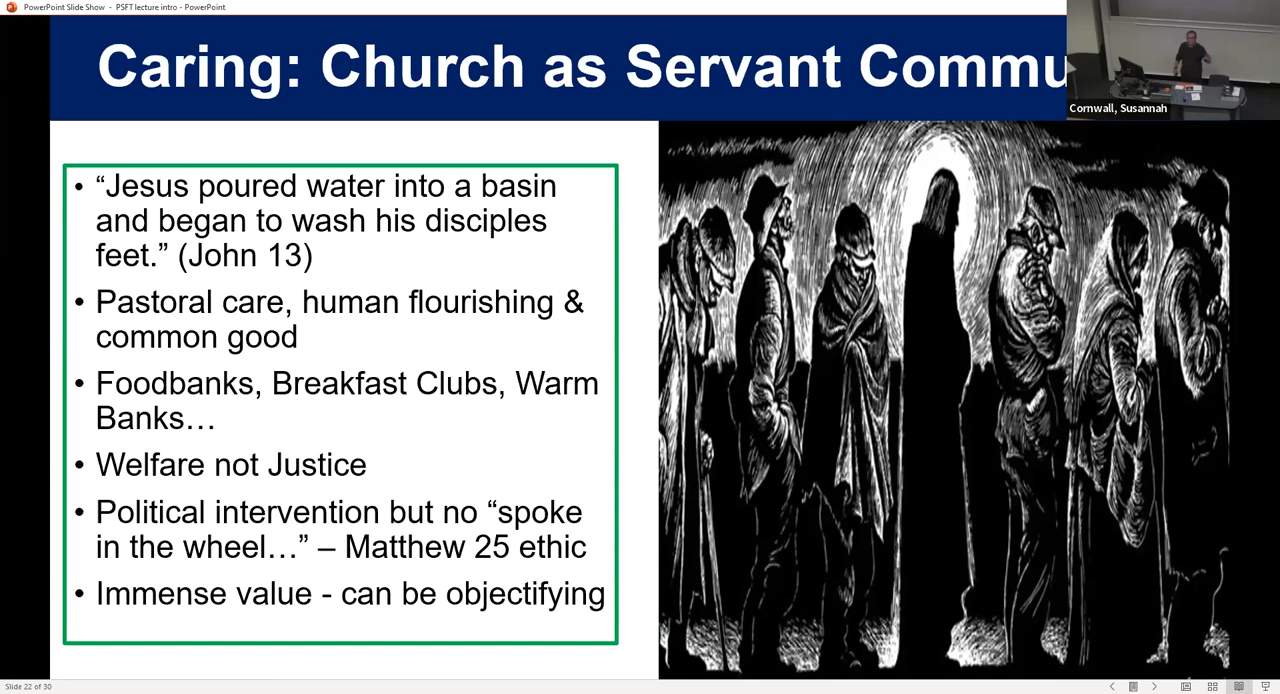 PowerPoint Slide Show - PSFT lecture intro - PowerPoint
Caring: Church as Servant Commu
Cornwall, Susannah
• “Jesus poured water into a basin
and began to wash his disciples
feet.” (John 13)
• Pastoral care, human flourishing &
common good
• Foodbanks, Breakfast Clubs, Warm
Banks…
• Welfare not Justice
• Political intervention but no “spoke
in the wheel…” – Matthew 25 ethic
• Immense value - can be objectifying
Slide 22 of 30